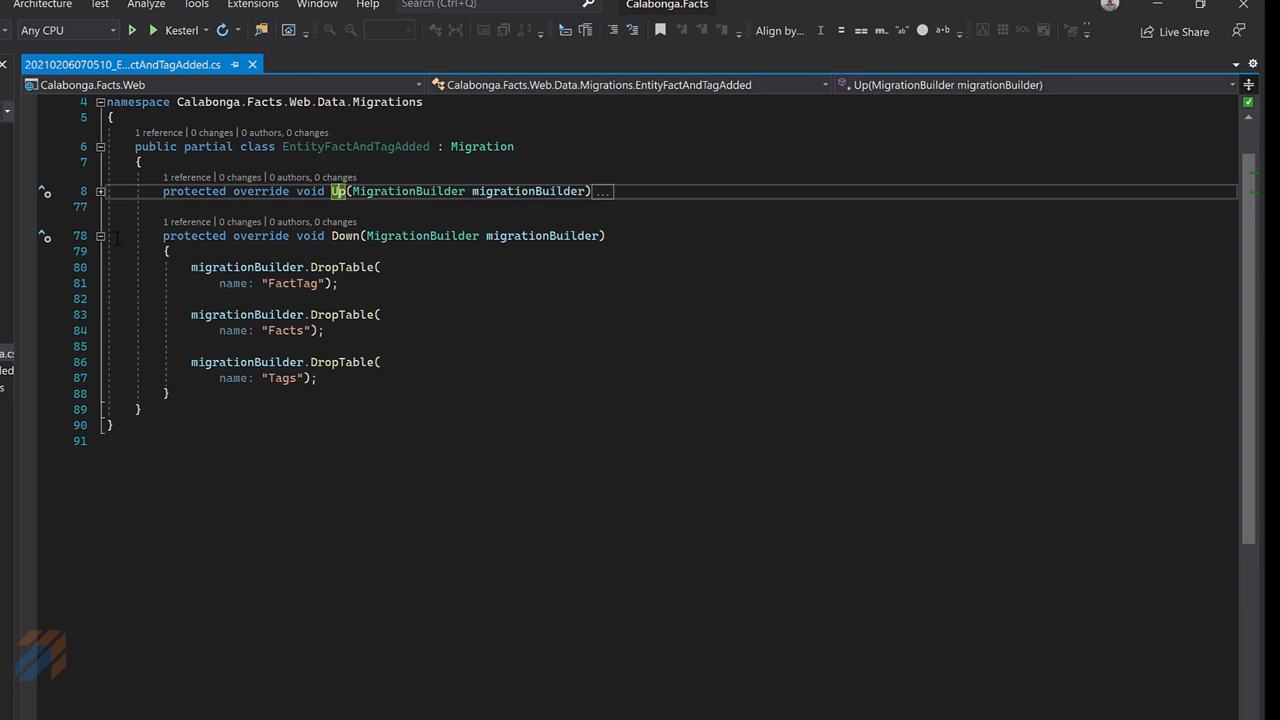 Architecture Test Analyze Tools Extensions Window Help Search (Ctrl+Q) Calabonga.Facts
Any CPU Kestrel Align by... Live Share
20210206070510_E...ctAndTagAdded.cs
Calabonga.Facts.Web Calabonga.Facts.Web.Data.Migrations.EntityFactAndTagAdded Up(MigrationBuilder migrationBuilder)
4 namespace Calabonga.Facts.Web.Data.Migrations
5 {
1 reference | 0 changes | 0 authors, 0 changes
6 public partial class EntityFactAndTagAdded : Migration
7 {
1 reference | 0 changes | 0 authors, 0 changes
8 protected override void Up(MigrationBuilder migrationBuilder)...
77
1 reference | 0 changes | 0 authors, 0 changes
78 protected override void Down(MigrationBuilder migrationBuilder)
79 {
80 migrationBuilder.DropTable(
81 name: "FactTag");
82
83 migrationBuilder.DropTable(
84 name: "Facts");
85
86 migrationBuilder.DropTable(
87 name: "Tags");
88 }
89 }
90 }
91